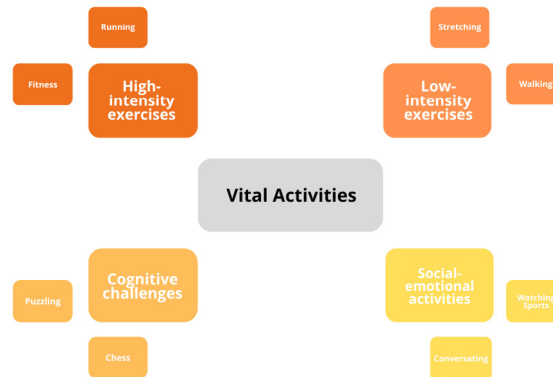 Running
Stretching
Fitness
High-
intensity
exercises
Low-
intensity
exercises
Walking
Vital Activities
Cognitive
challenges
Social-
emotional
activities
Puzzling
Watching
Sports
Chess
Conversating